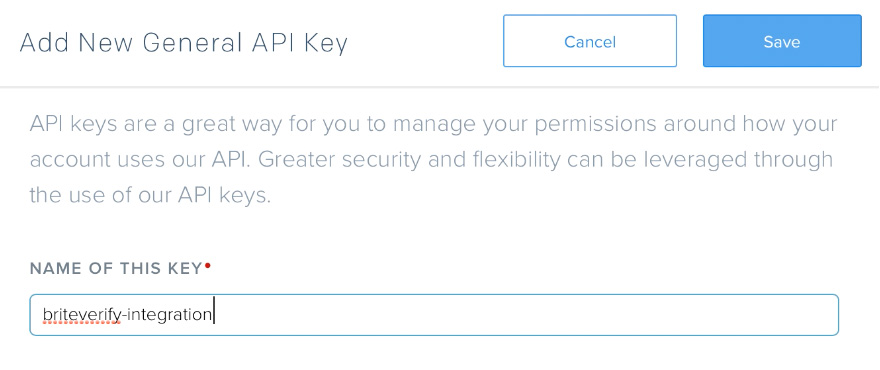 Add New General API Key
Cancel
Save
API keys are a great way for you to manage your permissions around how your
account uses our API. Greater security and flexibility can be leveraged through
the use of our API keys.
NAME OF THIS KEY•
briteverify-integration